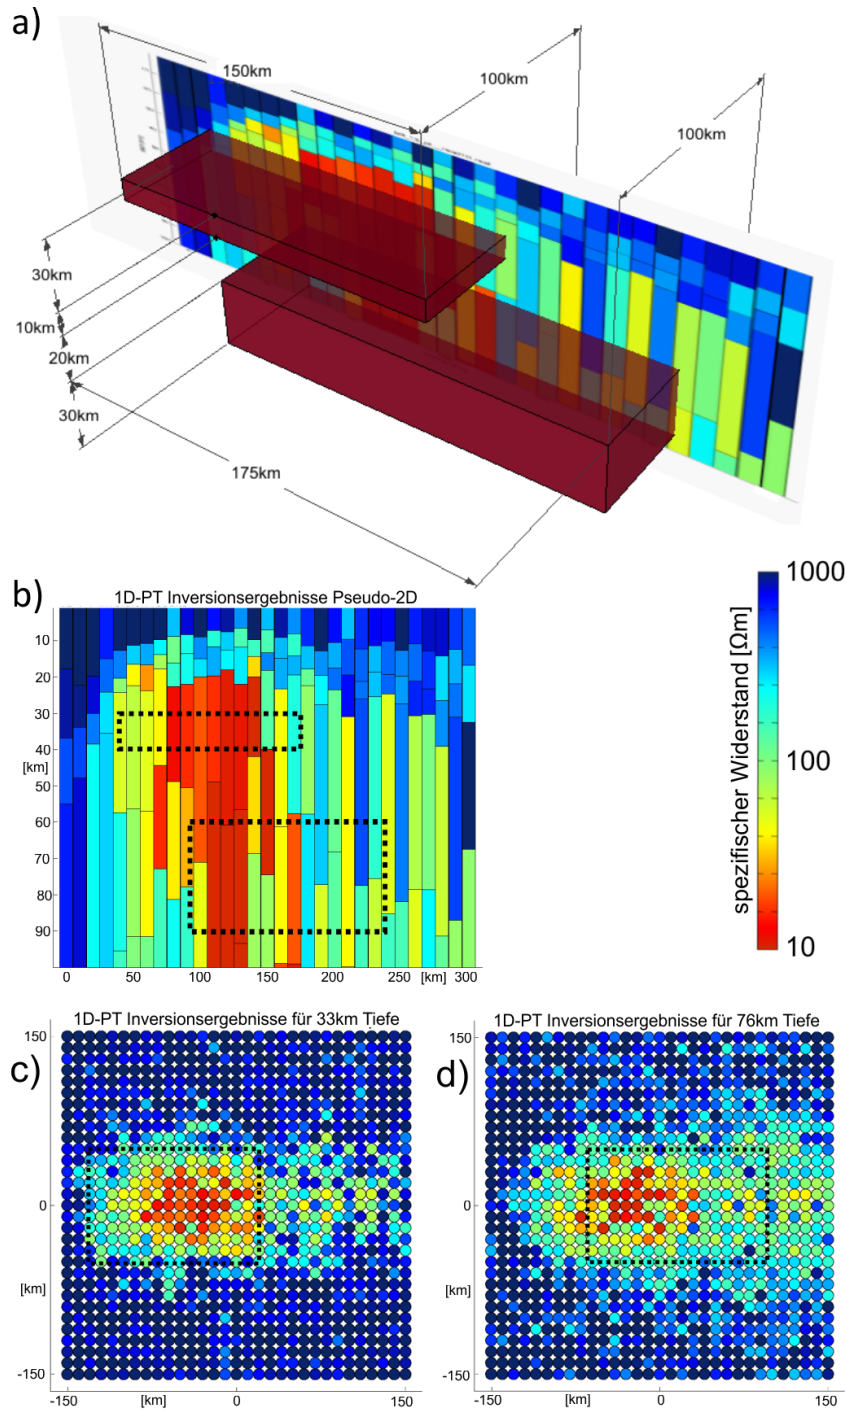 a)
150km
100km
100km
30km
10km
20km
30km
175km
b)
1D-PT Inversionsergebnisse Pseudo-2D
10
20
30
40
[km]
50
60
70
80
90
0 50 100 150 200 250 [km] 300
1000
100
10
spezifischer Widerstand [Ωm]
c)
1D-PT Inversionsergebnisse für 33km Tiefe
150
0
[km]
-150
-150 [km] 0 150
d)
1D-PT Inversionsergebnisse für 76km Tiefe
150
0
[km]
-150
-150 [km] 0 150